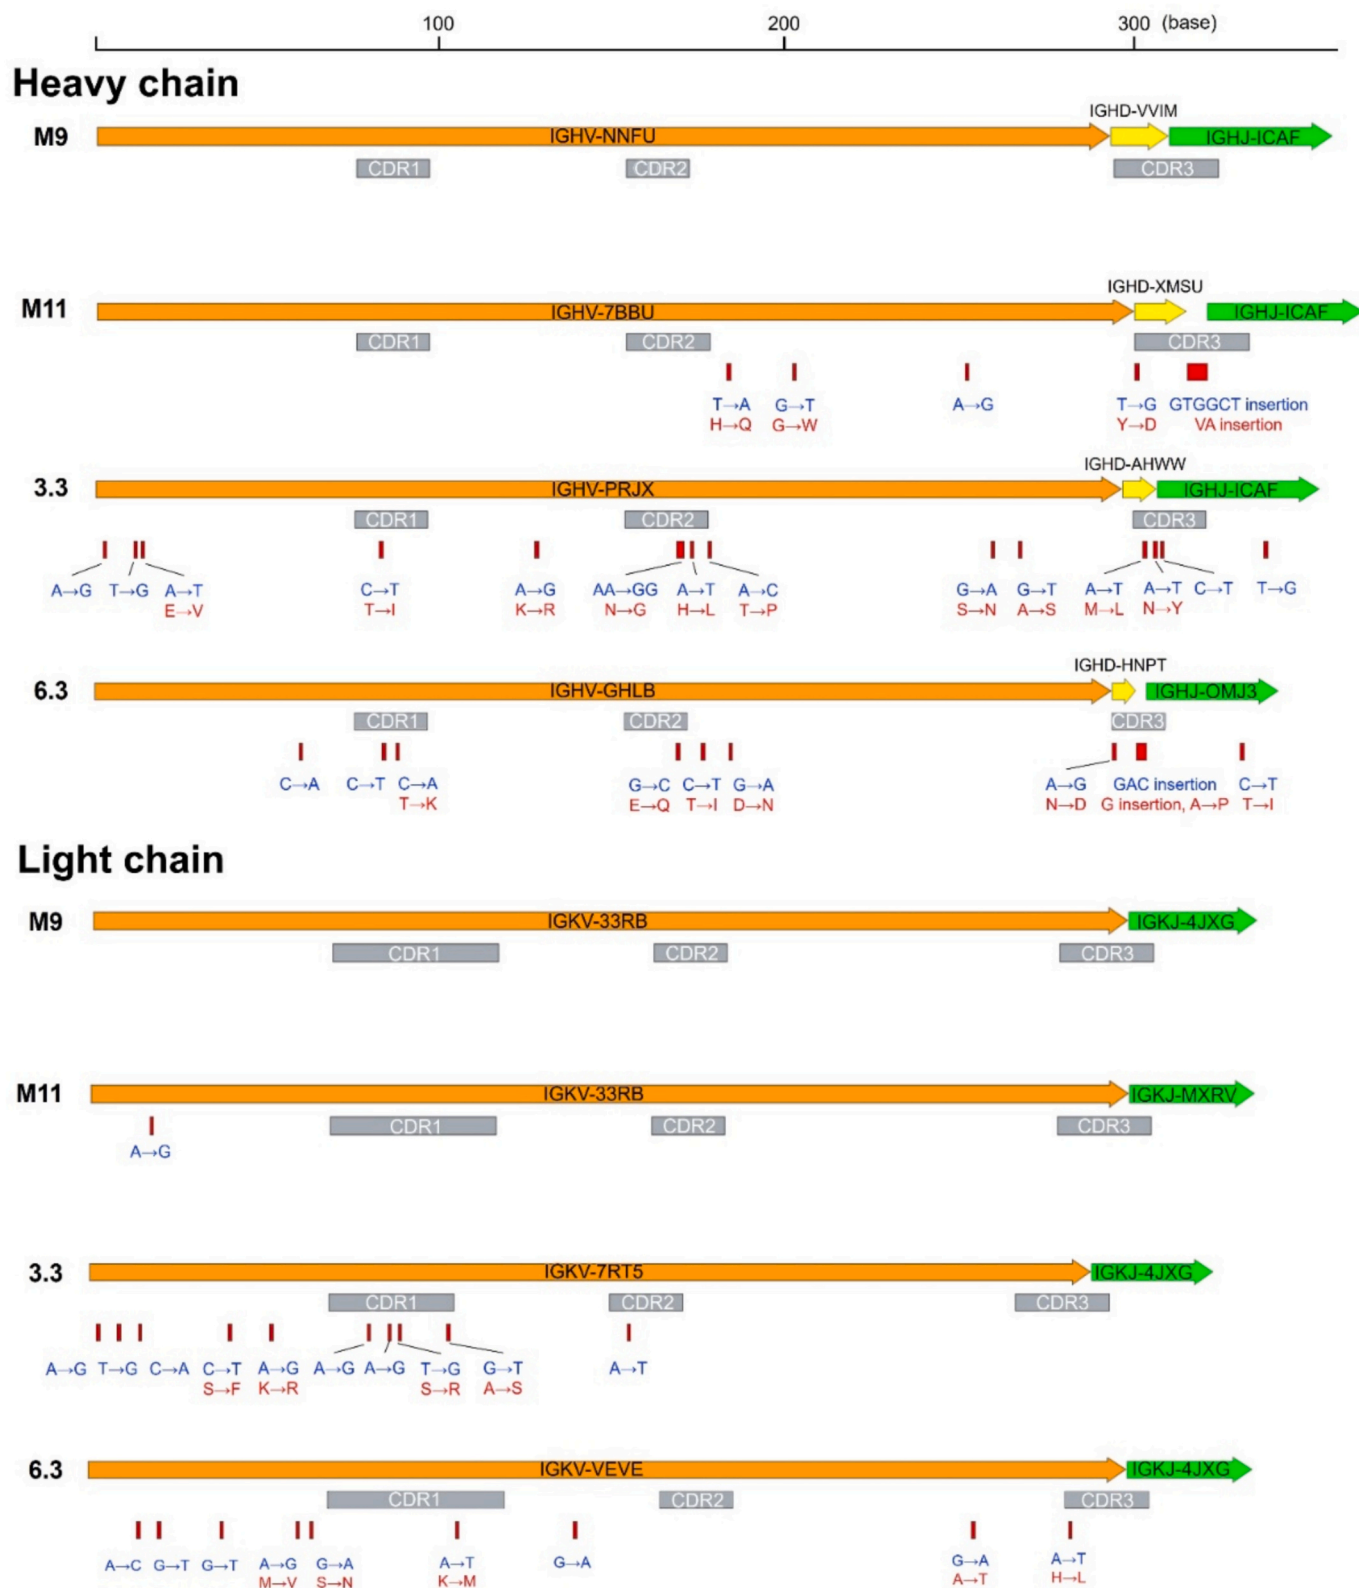 100 200 300 (base)
Heavy chain
IGHD-VVIM
M9 IGHV-NNFU IGHJ-ICAF
CDR1 CDR2 CDR3
IGHD-XMSU
M11 IGHV-7BBU IGHJ-ICAF
CDR1 CDR2 CDR3
T→A G→T A→G T→G GTGGCT insertion
H→Q G→W Y→D VA insertion
IGHD-AHWW
3.3 IGHV-PRJX IGHJ-ICAF
CDR1 CDR2 CDR3
A→G T→G A→T C→T A→G AA→GG A→T A→C G→A G→T A→T A→T C→T T→G
E→V T→I K→R N→G H→L T→P S→N A→S M→L N→Y
IGHD-HNPT
6.3 IGHV-GHLB IGHJ-OMJ3
CDR1 CDR2 CDR3
C→A C→T C→A G→C C→T G→A A→G GAC insertion C→T
T→K E→Q T→I D→N N→D G insertion, A→P T→I
Light chain
M9 IGKV-33RB IGKJ-4JXG
CDR1 CDR2 CDR3
M11 IGKV-33RB IGKJ-MXRV
CDR1 CDR2 CDR3
A→G
3.3 IGKV-7RT5 IGKJ-4JXG
CDR1 CDR2 CDR3
A→G T→G C→A C→T A→G A→G A→G T→G G→T A→T
S→F K→R S→R A→S
6.3 IGKV-VEVE IGKJ-4JXG
CDR1 CDR2 CDR3
A→C G→T G→T A→G G→A A→T G→A G→A A→T
M→V S→N K→M A→T H→L